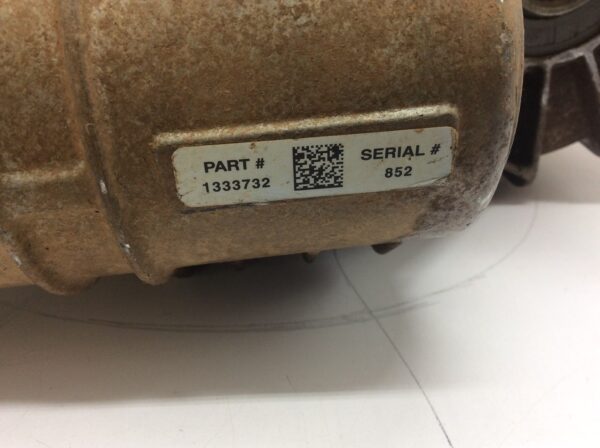 PART #
1333732
SERIAL #
852